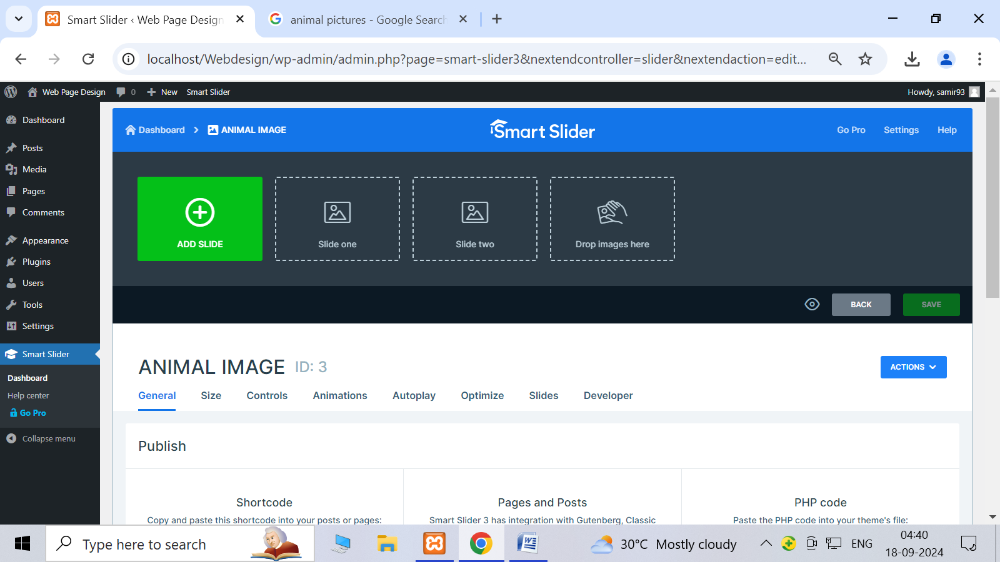 Smart Slider ‹ Web Page Design
animal pictures - Google Search
localhost/Webdesign/wp-admin/admin.php?page=smart-slider3&nextendcontroller=slider&nextendaction=edit...
Web Page Design
0
New
Smart Slider
Howdy, samir93
Dashboard
Posts
Media
Pages
Comments
Appearance
Plugins
Users
Tools
Settings
Smart Slider
Dashboard
Help center
Go Pro
Collapse menu
Dashboard
ANIMAL IMAGE
Smart Slider
Go Pro
Settings
Help
ADD SLIDE
Slide one
Slide two
Drop images here
BACK
SAVE
ANIMAL IMAGE ID: 3
ACTIONS
General
Size
Controls
Animations
Autoplay
Optimize
Slides
Developer
Publish
Shortcode
Copy and paste this shortcode into your posts or pages:
Pages and Posts
Smart Slider 3 has integration with Gutenberg, Classic
PHP code
Paste the PHP code into your theme's file:
Type here to search
30°C Mostly cloudy
ENG
04:40
18-09-2024